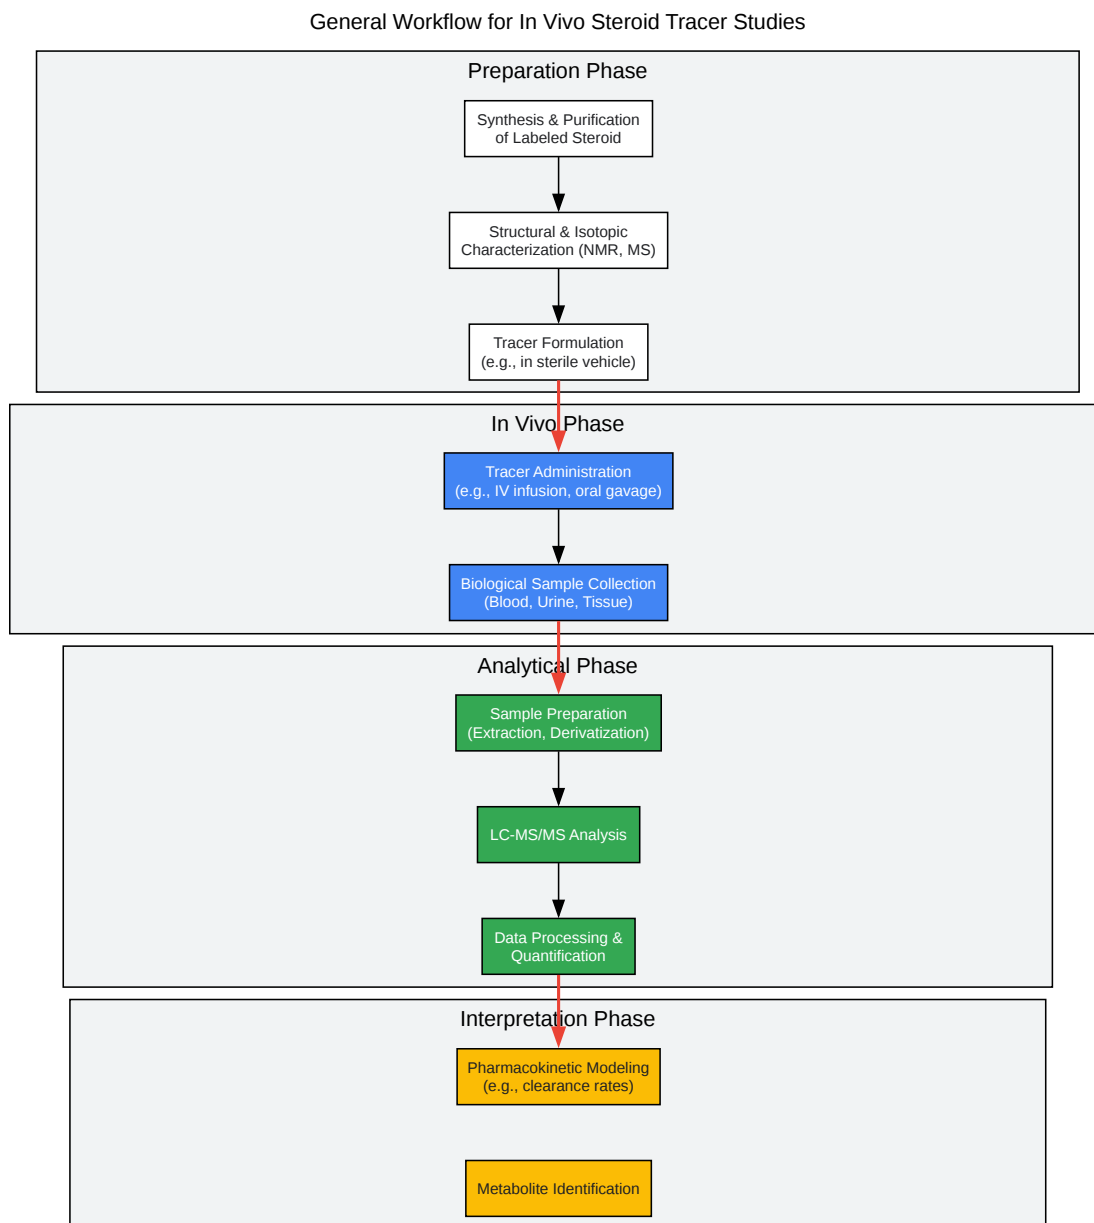 General Workflow for In Vivo Steroid Tracer Studies
Preparation Phase
Synthesis & Purification
of Labeled Steroid
Structural & Isotopic
Characterization (NMR, MS)
Tracer Formulation
(e.g., in sterile vehicle)
In Vivo Phase
Tracer Administration
(e.g., IV infusion, oral gavage)
Biological Sample Collection
(Blood, Urine, Tissue)
Analytical Phase
Sample Preparation
(Extraction, Derivatization)
LC-MS/MS Analysis
Data Processing &
Quantification
Interpretation Phase
Pharmacokinetic Modeling
(e.g., clearance rates)
Metabolite Identification